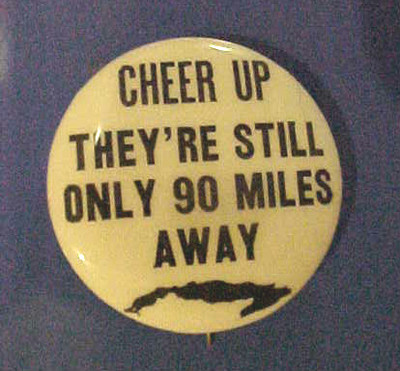 CHEER UP
THEY'RE STILL
ONLY 90 MILES
AWAY